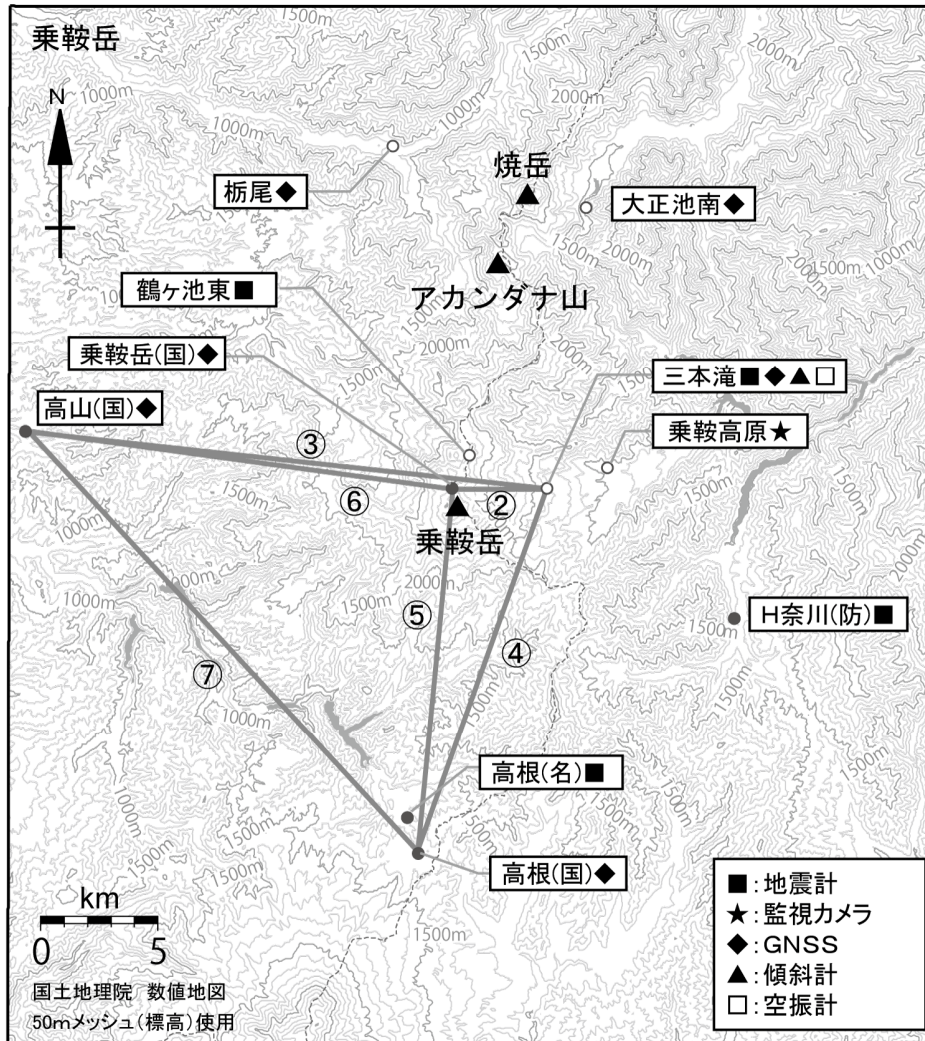 乗鞍岳
N
栃尾◆
焼岳
大正池南◆
アカンダナ山
鶴ヶ池東■
乗鞍岳(国)◆
三本滝■◆▲□
高山(国)◆
乗鞍高原★
③
⑥
②
乗鞍岳
⑤
④
H奈川(防)■
⑦
高根(名)■
高根(国)◆
km
0 5
国土地理院 数値地図
50mメッシュ(標高)使用
■:地震計
★:監視カメラ
◆:GNSS
▲:傾斜計
□:空振計
1500m
2000m
1000m
1500m
1000m
2000m
1000m
1500m
2000m
1500m
1000m
1500m
2000m
1500m
2000m
1500m
1000m
1500m
1000m
2000m
1500m
1000m
1500m
1000m
1500m
1500m
1500m